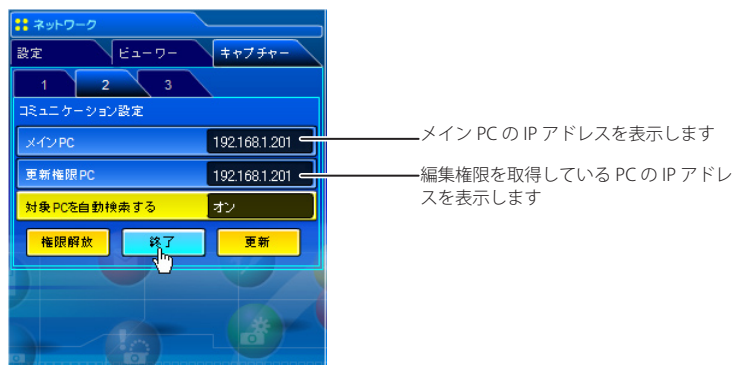 ネットワーク
設定 ビューワー キャプチャー
1 2 3
コミュニケーション設定
メインPC 192.168.1.201
メイン PC の IP アドレスを表示します
更新権限PC 192.168.1.201
編集権限を取得している PC の IP アドレ
スを表示します
対象PCを自動検索する オン
権限解放 終了 更新